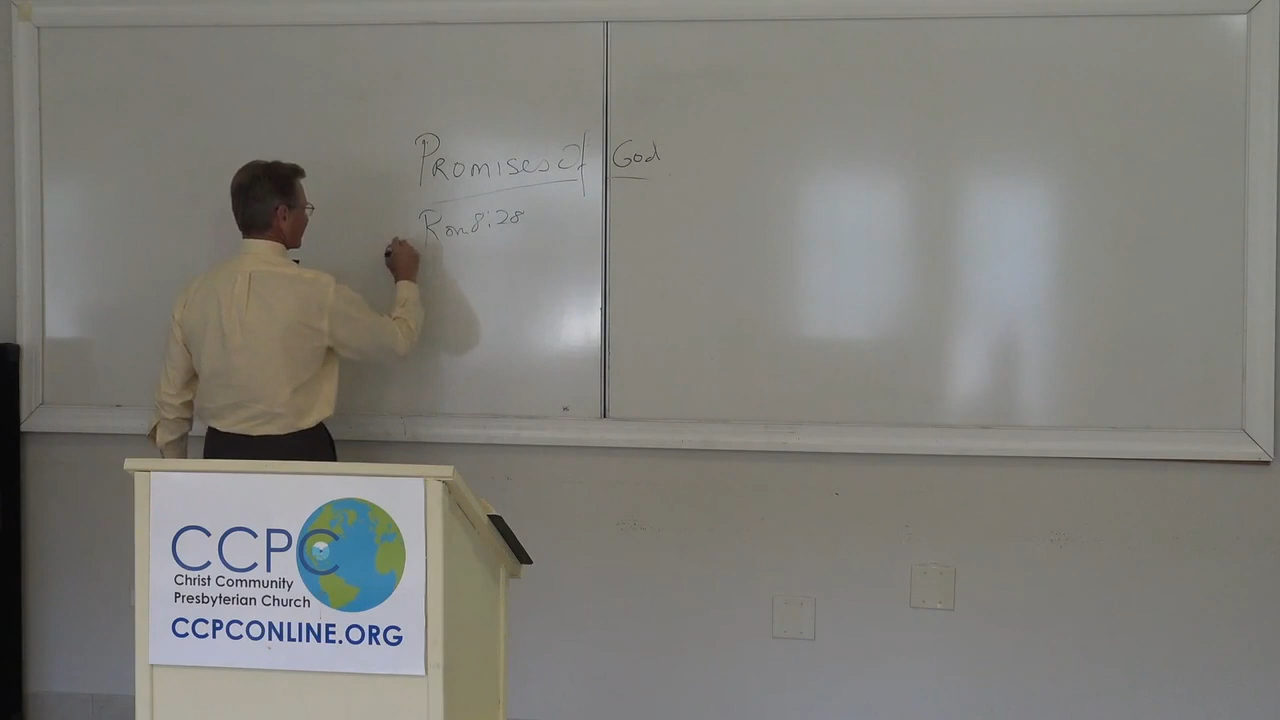 Promises Of God
Rom 8:28
CCPC
Christ Community
Presbyterian Church
CCPCONLINE.ORG